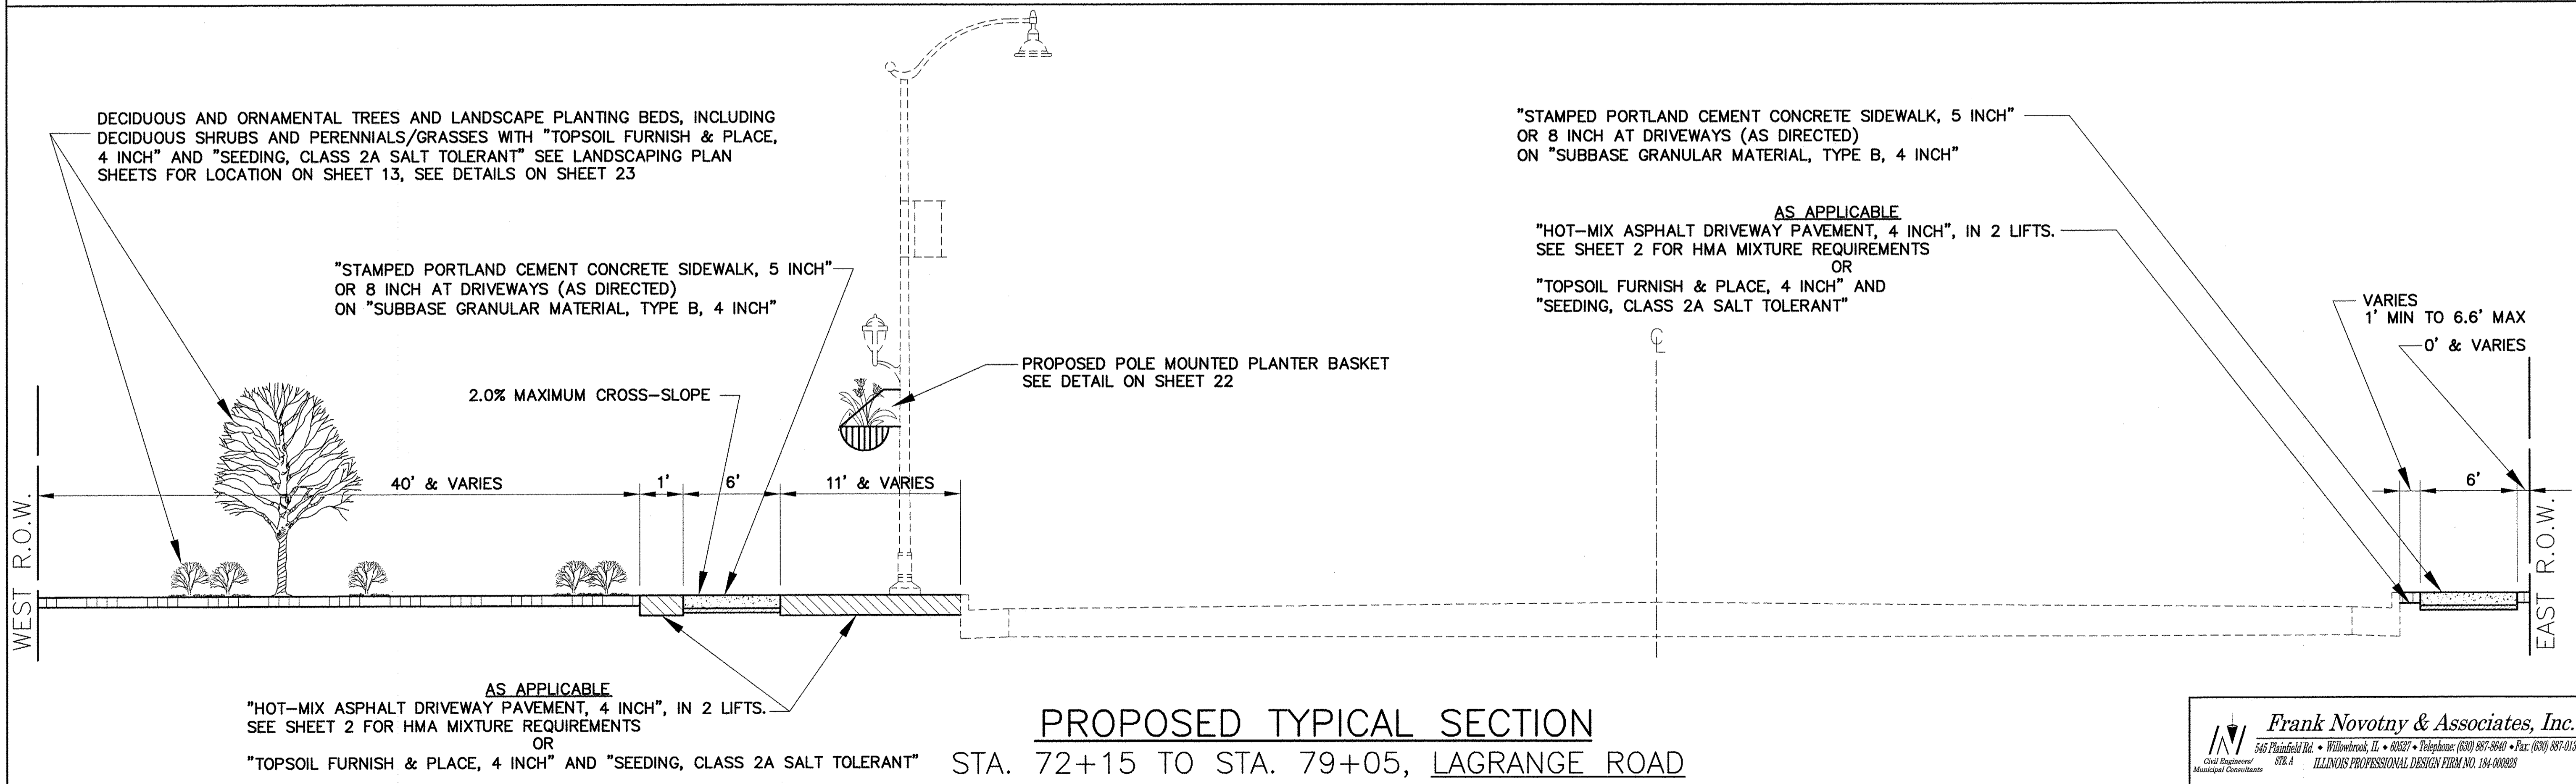 DECIDUOUS AND ORNAMENTAL TREES AND LANDSCAPE PLANTING BEDS, INCLUDING
DECIDUOUS SHRUBS AND PERENNIALS/GRASSES WITH "TOPSOIL FURNISH & PLACE,
4 INCH" AND "SEEDING, CLASS 2A SALT TOLERANT" SEE LANDSCAPING PLAN
SHEETS FOR LOCATION ON SHEET 13, SEE DETAILS ON SHEET 23
"STAMPED PORTLAND CEMENT CONCRETE SIDEWALK, 5 INCH"
OR 8 INCH AT DRIVEWAYS (AS DIRECTED)
ON "SUBBASE GRANULAR MATERIAL, TYPE B, 4 INCH"
2.0% MAXIMUM CROSS-SLOPE
PROPOSED POLE MOUNTED PLANTER BASKET
SEE DETAIL ON SHEET 22
"STAMPED PORTLAND CEMENT CONCRETE SIDEWALK, 5 INCH"
OR 8 INCH AT DRIVEWAYS (AS DIRECTED)
ON "SUBBASE GRANULAR MATERIAL, TYPE B, 4 INCH"
AS APPLICABLE
"HOT-MIX ASPHALT DRIVEWAY PAVEMENT, 4 INCH", IN 2 LIFTS.
SEE SHEET 2 FOR HMA MIXTURE REQUIREMENTS
OR
"TOPSOIL FURNISH & PLACE, 4 INCH" AND
"SEEDING, CLASS 2A SALT TOLERANT"
VARIES
1' MIN TO 6.6' MAX
0' & VARIES
℄
WEST R.O.W.
40' & VARIES
1'
6'
11' & VARIES
6'
EAST R.O.W.
AS APPLICABLE
"HOT-MIX ASPHALT DRIVEWAY PAVEMENT, 4 INCH", IN 2 LIFTS.
SEE SHEET 2 FOR HMA MIXTURE REQUIREMENTS
OR
"TOPSOIL FURNISH & PLACE, 4 INCH" AND "SEEDING, CLASS 2A SALT TOLERANT"
PROPOSED TYPICAL SECTION
STA. 72+15 TO STA. 79+05, LAGRANGE ROAD
Frank Novotny & Associates, Inc.
545 Plainfield Rd. ♦ Willowbrook, IL ♦ 60527 ♦ Telephone: (630) 887-8640 ♦ Fax: (630) 887-013
STE. A
ILLINOIS PROFESSIONAL DESIGN FIRM NO. 184-000928
Civil Engineers/
Municipal Consultants